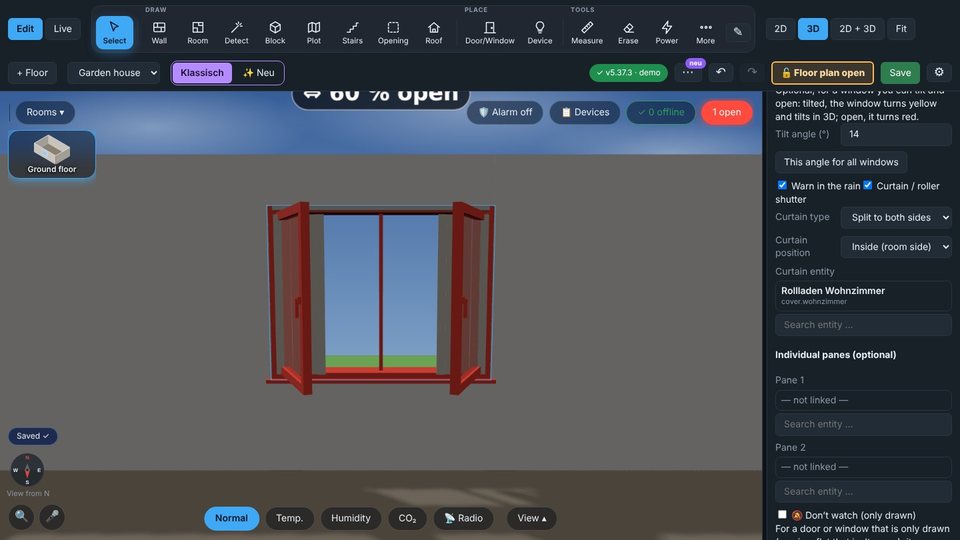 Edit
Live
DRAW
Select
Wall
Room
Detect
Block
Plot
Stairs
Opening
Roof
PLACE
Door/Window
Device
TOOLS
Measure
Erase
Power
More
2D
3D
2D + 3D
Fit
+ Floor
Garden house
Klassisch
✨ Neu
✓ v5.37.3 · demo
neu
🔓 Floor plan open
Save
Rooms ▾
⇔ 60 % open
🛡️ Alarm off
📋 Devices
✓ 0 offline
1 open
Ground floor
Saved ✓
N
W
E
S
View from N
Normal
Temp.
Humidity
CO₂
📡 Radio
View ▴
Optional, for a window you can tilt and
open: tilted, the window turns yellow
and tilts in 3D; open, it turns red.
Tilt angle (°)
14
This angle for all windows
Warn in the rain
Curtain / roller
shutter
Curtain type
Split to both sides
Curtain
position
Inside (room side)
Curtain entity
Rollladen Wohnzimmer
cover.wohnzimmer
Search entity ...
Individual panes (optional)
Pane 1
— not linked —
Search entity ...
Pane 2
— not linked —
Search entity ...
🔕 Don't watch (only drawn)
For a door or window that is only drawn